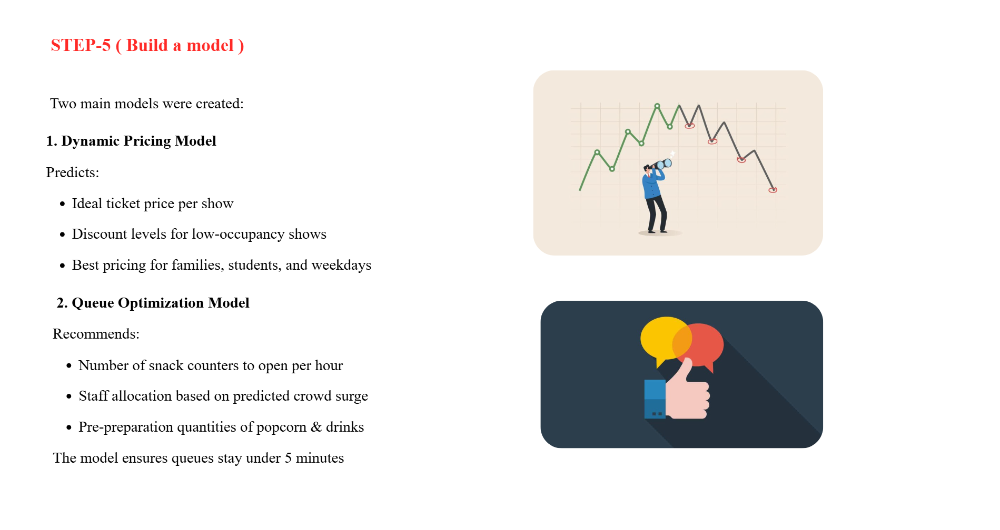 STEP-5 ( Build a model )
Two main models were created:
1. Dynamic Pricing Model
Predicts:
• Ideal ticket price per show
• Discount levels for low-occupancy shows
• Best pricing for families, students, and weekdays
2. Queue Optimization Model
Recommends:
• Number of snack counters to open per hour
• Staff allocation based on predicted crowd surge
• Pre-preparation quantities of popcorn & drinks
The model ensures queues stay under 5 minutes